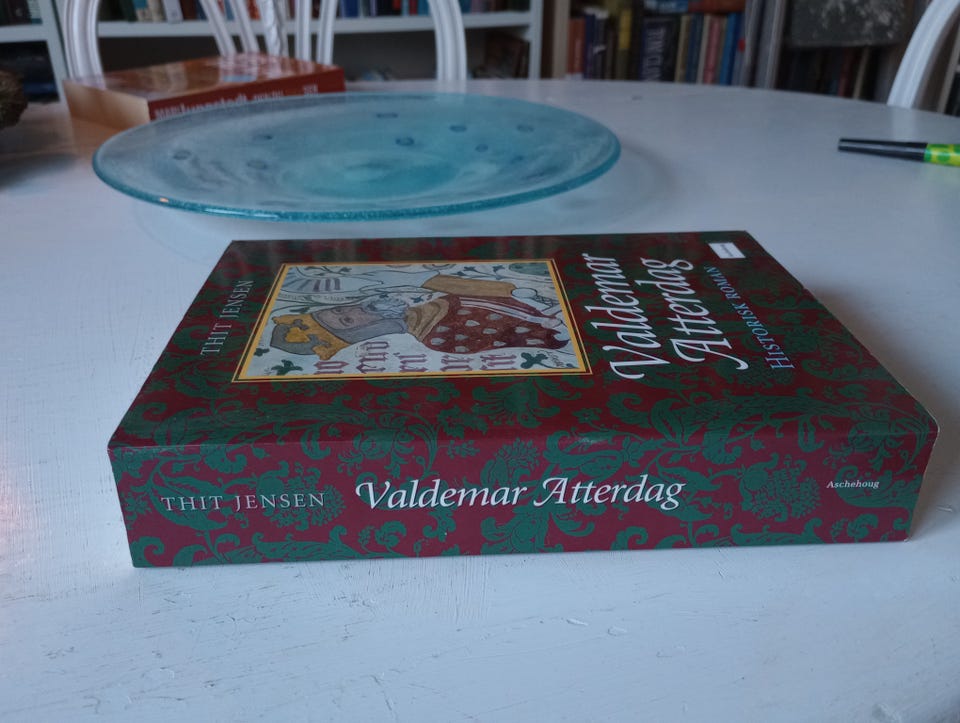 THIT JENSEN
Valdemar
Atterdag
HISTORISK ROMAN
THIT JENSEN Valdemar Atterdag Aschehoug